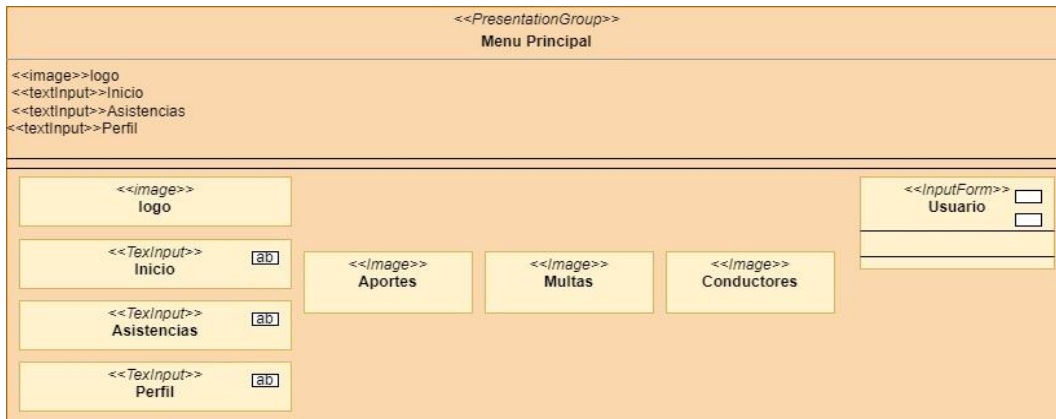 <<PresentationGroup>>
Menu Principal
<<image>>logo
<<textInput>>Inicio
<<textInput>>Asistencias
<<textInput>>Perfil
<<image>>
logo
<<TexInput>>
Inicio
ab
<<TexInput>>
Asistencias
ab
<<TexInput>>
Perfil
ab
<<Image>>
Aportes
<<Image>>
Multas
<<Image>>
Conductores
<<InputForm>>
Usuario